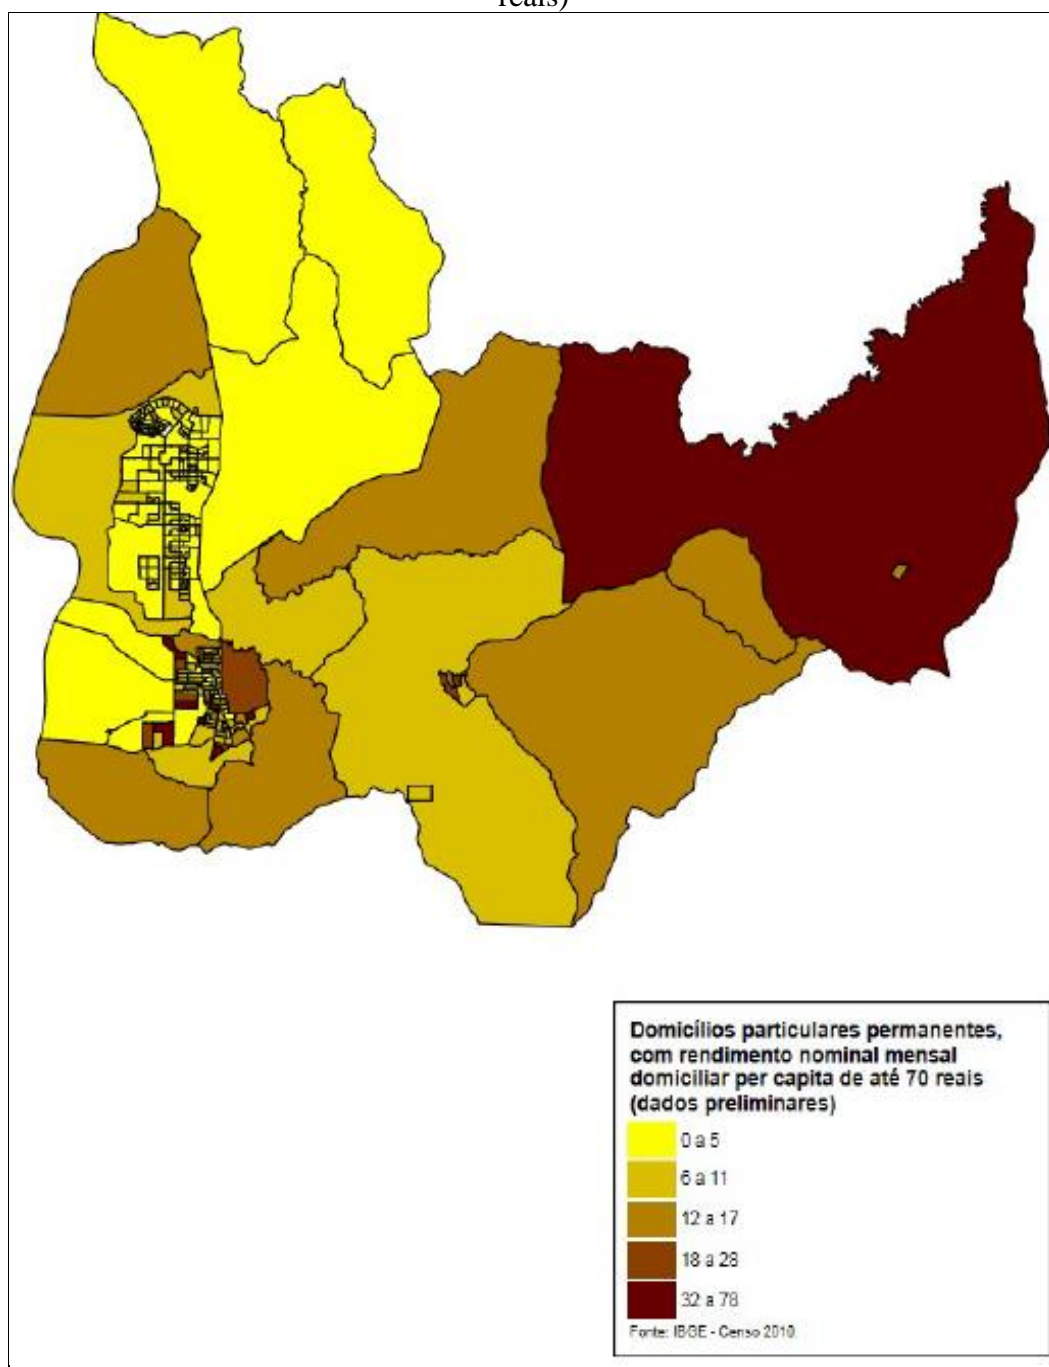 reais)
Domicílios particulares permanentes,
com rendimento nominal mensal
domiciliar per capita de até 70 reais
(dados preliminares)
0 a 5
6 a 11
12 a 17
18 a 28
32 a 78
Fonte: IBGE - Censo 2010